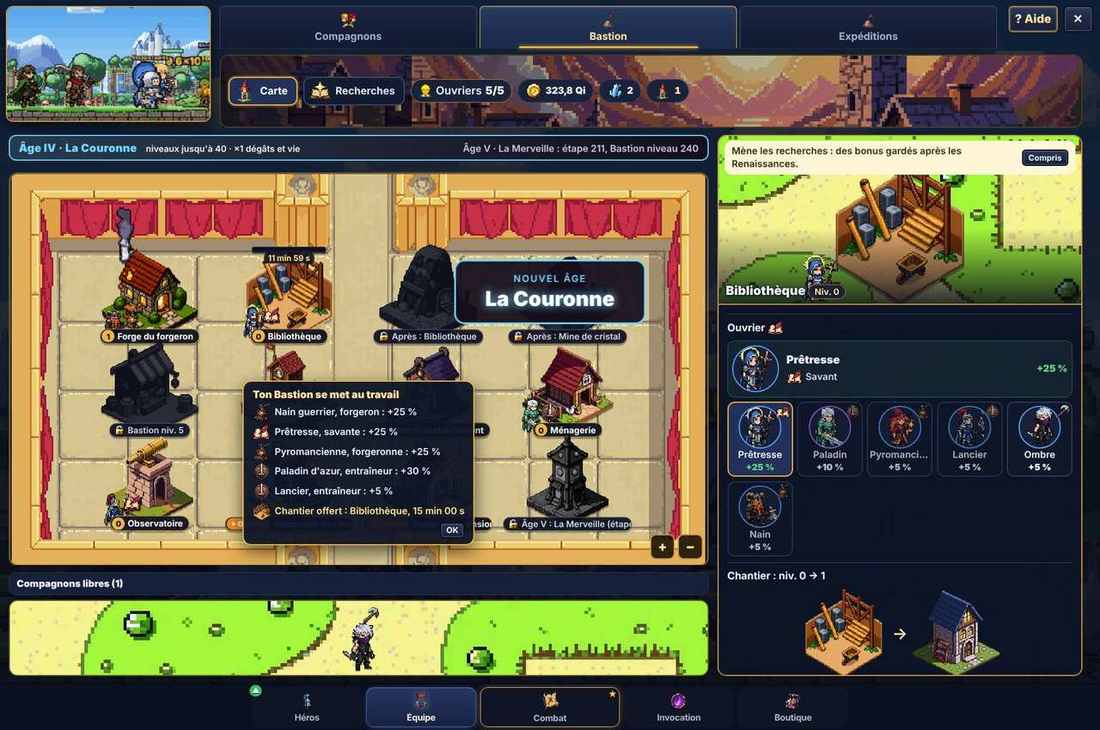 Compagnons
Bastion
Expéditions
? Aide
×
Carte
Recherches
Ouvriers 5/5
323,8 Qi
2
1
Âge IV · La Couronne
niveaux jusqu'à 40 · ×1 dégâts et vie
Âge V · La Merveille : étape 211, Bastion niveau 240
11 min 59 s
1 Forge du forgeron
0 Bibliothèque
Après : Bibliothèque
Après : Mine de cristal
NOUVEL ÂGE
La Couronne
Bastion niv. 5
0 Ménagerie
0 Observatoire
Âge V : La Merveille (étape
Ton Bastion se met au travail
Nain guerrier, forgeron : +25 %
Prêtresse, savante : +25 %
Pyromancienne, forgeronne : +25 %
Paladin d'azur, entraîneur : +30 %
Lancier, entraîneur : +5 %
Chantier offert : Bibliothèque, 15 min 00 s
OK
+
−
Compagnons libres (1)
Mène les recherches : des bonus gardés après les
Renaissances.
Compris
Bibliothèque
Niv. 0
Ouvrier
Prêtresse
Savant
+25 %
Prêtresse
+25 %
Paladin
+10 %
Pyromanci...
+5 %
Lancier
+5 %
Ombre
+5 %
Nain
+5 %
Chantier : niv. 0 → 1
Héros
Équipe
Combat
Invocation
Boutique